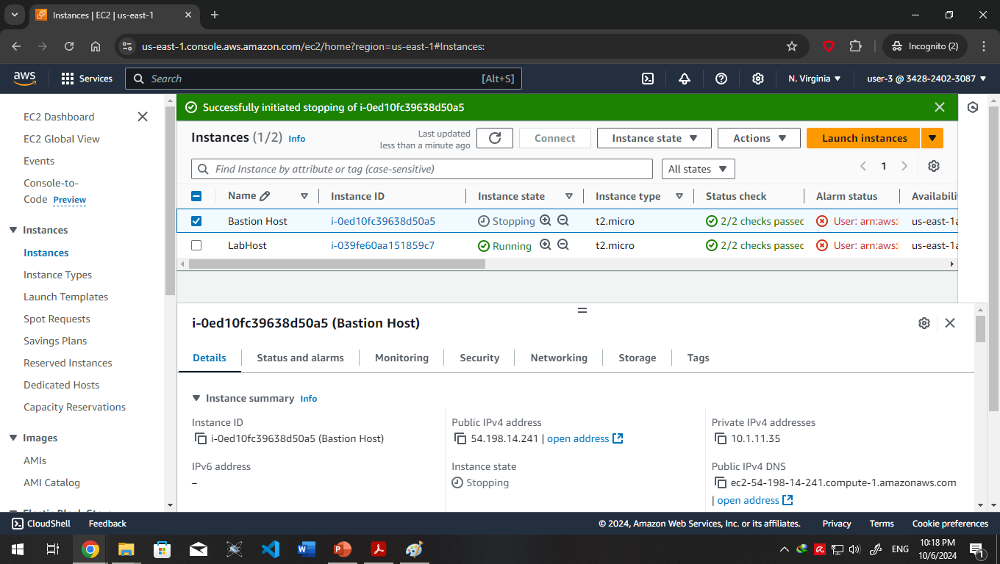 Instances | EC2 | us-east-1
us-east-1.console.aws.amazon.com/ec2/home?region=us-east-1#Instances:
Incognito (2)
aws
Services
Search
[Alt+S]
N. Virginia
user-3 @ 3428-2402-3087
EC2 Dashboard
EC2 Global View
Events
Console-to-
Code Preview
Instances
Instances
Instance Types
Launch Templates
Spot Requests
Savings Plans
Reserved Instances
Dedicated Hosts
Capacity Reservations
Images
AMIs
AMI Catalog
Successfully initiated stopping of i-0ed10fc39638d50a5
Instances (1/2) Info
Last updated
less than a minute ago
Connect
Instance state
Actions
Launch instances
Find Instance by attribute or tag (case-sensitive)
All states
1
Name Instance ID Instance state Instance type Status check Alarm status Availabili
Bastion Host i-0ed10fc39638d50a5 Stopping t2.micro 2/2 checks passed User: arn:aws:i us-east-1a
LabHost i-039fe60aa151859c7 Running t2.micro 2/2 checks passed User: arn:aws:i us-east-1a
i-0ed10fc39638d50a5 (Bastion Host)
Details Status and alarms Monitoring Security Networking Storage Tags
Instance summary Info
Instance ID
i-0ed10fc39638d50a5 (Bastion Host)
IPv6 address
–
Public IPv4 address
54.198.14.241 | open address
Instance state
Stopping
Private IPv4 addresses
10.1.11.35
Public IPv4 DNS
ec2-54-198-14-241.compute-1.amazonaws.com
| open address
CloudShell Feedback
© 2024, Amazon Web Services, Inc. or its affiliates. Privacy Terms Cookie preferences
ENG
10:18 PM
10/6/2024
1